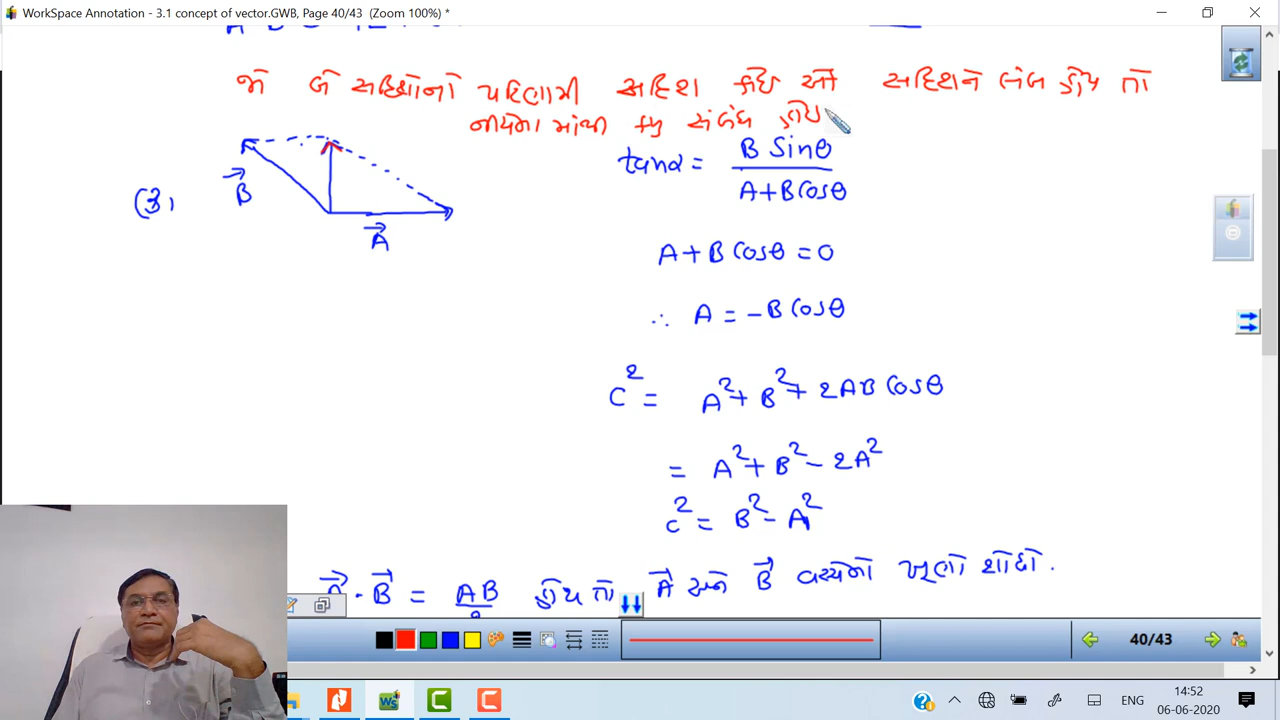 WorkSpace Annotation - 3.1 concept of vector.GWB, Page 40/43 (Zoom 100%) *
જો બે સદિશોનો પરિણામી સદિશ કોઇ એક સદિશને લંબ હોય તો
નીચેના માંથી કયુ સંબંધ હોય
(3)
B⃗
A⃗
tanα = B Sinθ / A+B Cosθ
A + B Cosθ = 0
∴ A = -B Cosθ
C² = A² + B² + 2AB Cosθ
= A² + B² - 2A²
C² = B² - A²
A⃗ · B⃗ = AB હોય તો A⃗ અને B⃗ વચ્ચેનો ખૂણો શોધો.
40/43
ENG
14:52
06-06-2020